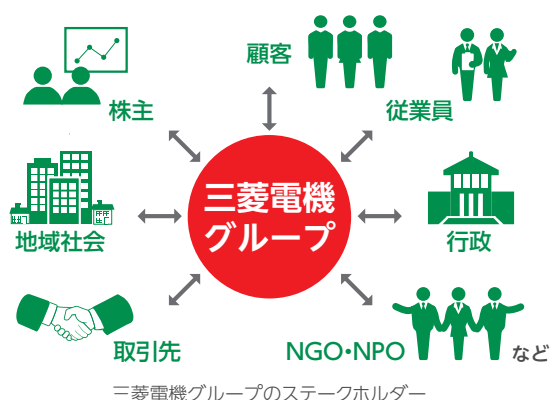 顧客
株主
従業員
三菱電機
グループ
地域社会
行政
取引先
NGO・NPO
など
三菱電機グループのステークホルダー